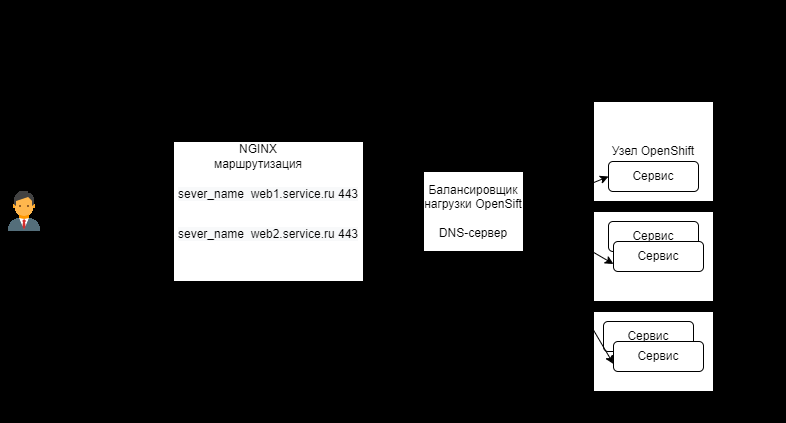 NGINX
маршрутизация
sever_name web1.service.ru 443
sever_name web2.service.ru 443
Балансировщик
нагрузки OpenSift
DNS-сервер
Узел OpenShift
Сервис
Сервис
Сервис
Сервис
Сервис